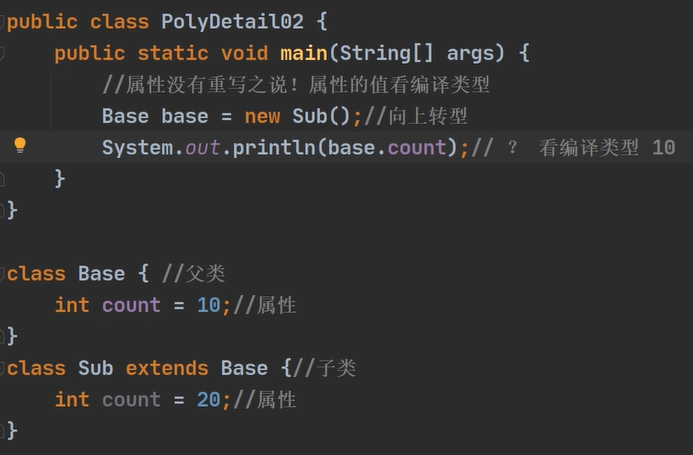 public class PolyDetail02 {
    public static void main(String[] args) {
        //属性没有重写之说！属性的值看编译类型
        Base base = new Sub();//向上转型
        System.out.println(base.count);// ？ 看编译类型 10
    }
}
class Base { //父类
    int count = 10;//属性
}
class Sub extends Base {//子类
    int count = 20;//属性
}